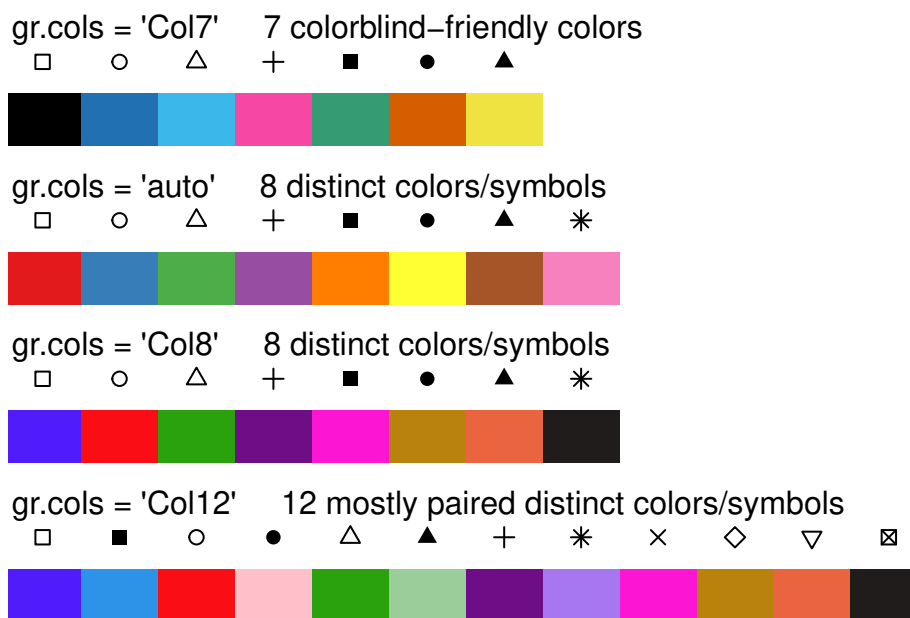 gr.cols = 'Col7' 7 colorblind−friendly colors
gr.cols = 'auto' 8 distinct colors/symbols
gr.cols = 'Col8' 8 distinct colors/symbols
gr.cols = 'Col12' 12 mostly paired distinct colors/symbols